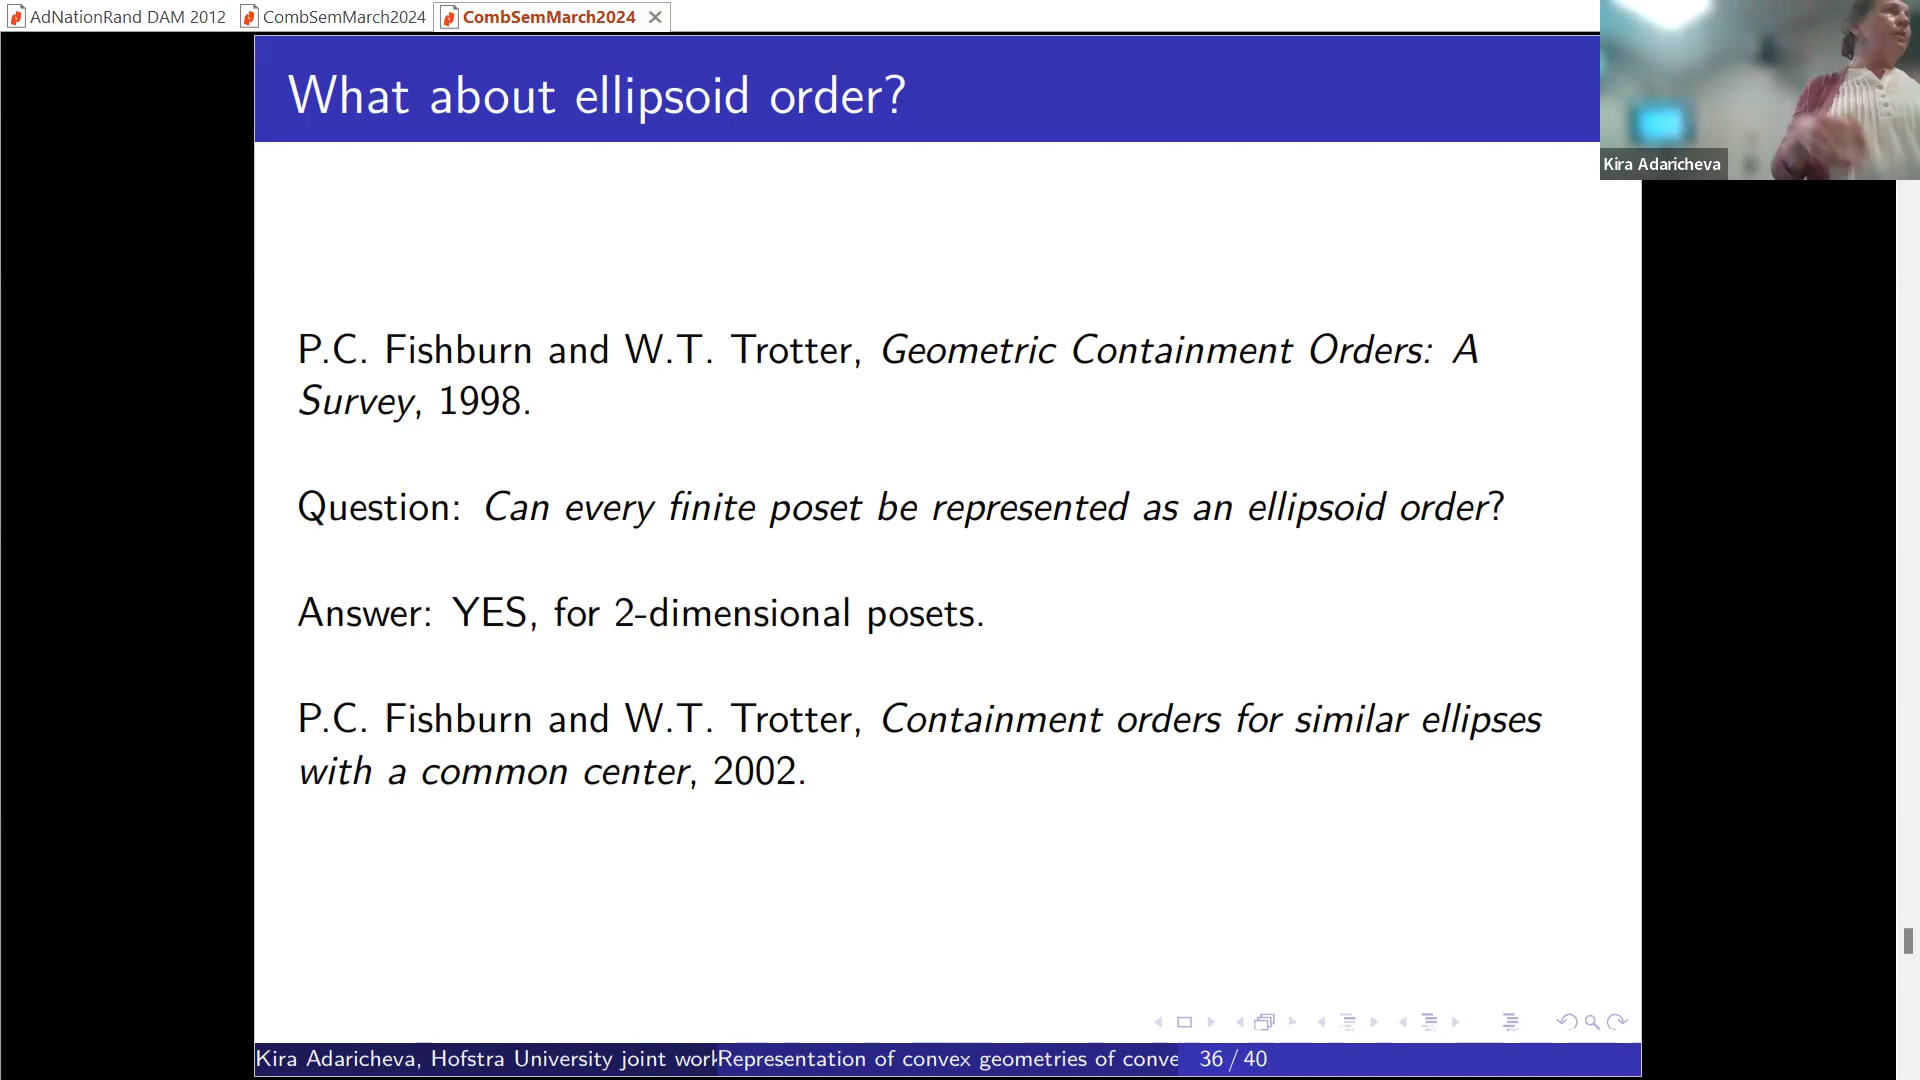 AdNationRand DAM 2012 CombSemMarch2024 CombSemMarch2024
What about ellipsoid order?
Kira Adaricheva
P.C. Fishburn and W.T. Trotter, Geometric Containment Orders: A
Survey, 1998.
Question: Can every finite poset be represented as an ellipsoid order?
Answer: YES, for 2-dimensional posets.
P.C. Fishburn and W.T. Trotter, Containment orders for similar ellipses
with a common center, 2002.
Kira Adaricheva, Hofstra University joint work Representation of convex geometries of conve 36 / 40